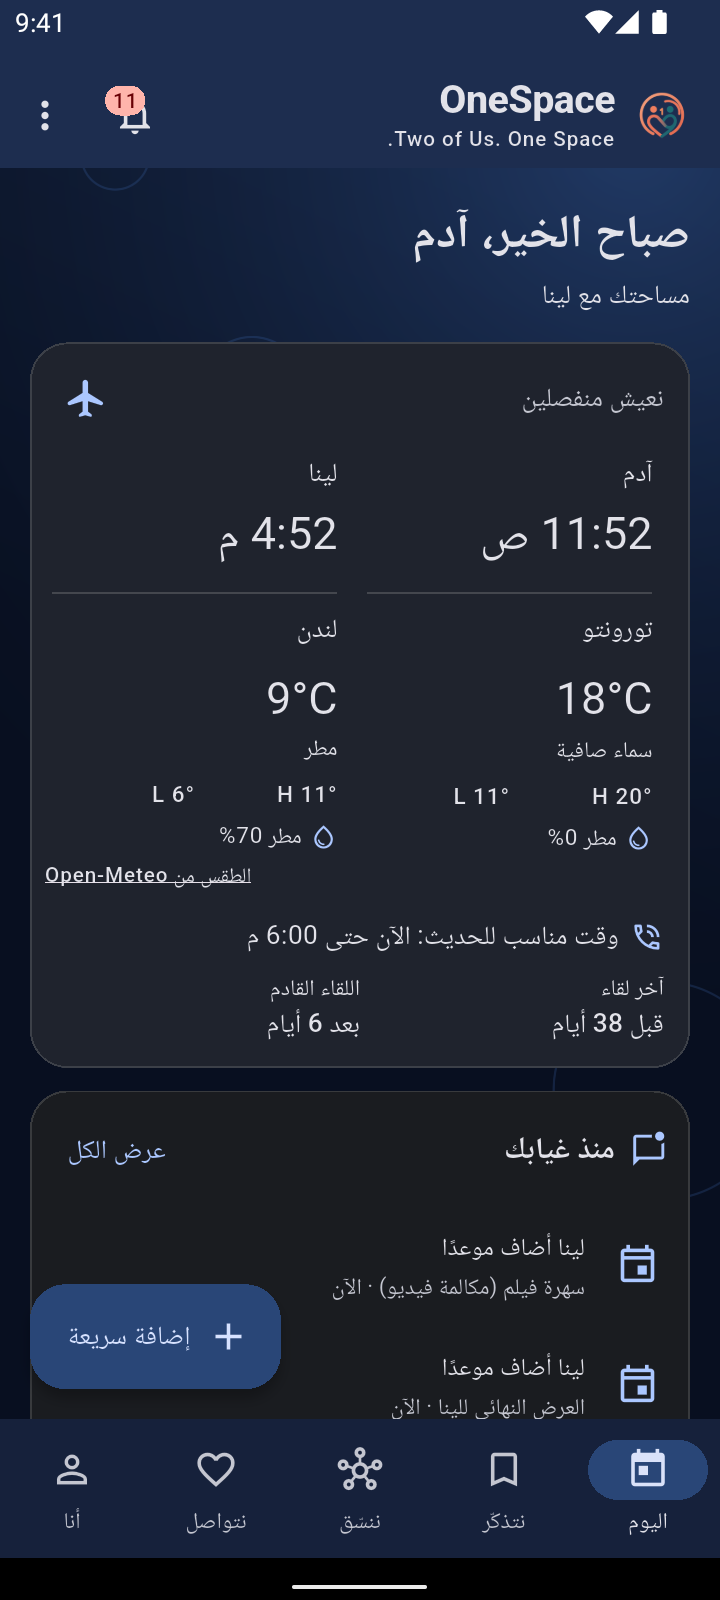 9:41
OneSpace
Two of Us. One Space.
11
صباح الخير، آدم
مساحتك مع لينا
نعيش منفصلين
آدم
11:52 ص
لينا
4:52 م
تورونتو
18°C
سماء صافية
H 20° L 11°
مطر 0%
لندن
9°C
مطر
H 11° L 6°
مطر 70%
الطقس من Open-Meteo
وقت مناسب للحديث: الآن حتى 6:00 م
آخر لقاء
قبل 38 أيام
اللقاء القادم
بعد 6 أيام
منذ غيابك
عرض الكل
لينا أضاف موعدًا
سهرة فيلم (مكالمة فيديو) · الآن
لينا أضاف موعدًا
العرض النهائي للينا · الآن
إضافة سريعة
اليوم
نتذكّر
ننسّق
نتواصل
أنا